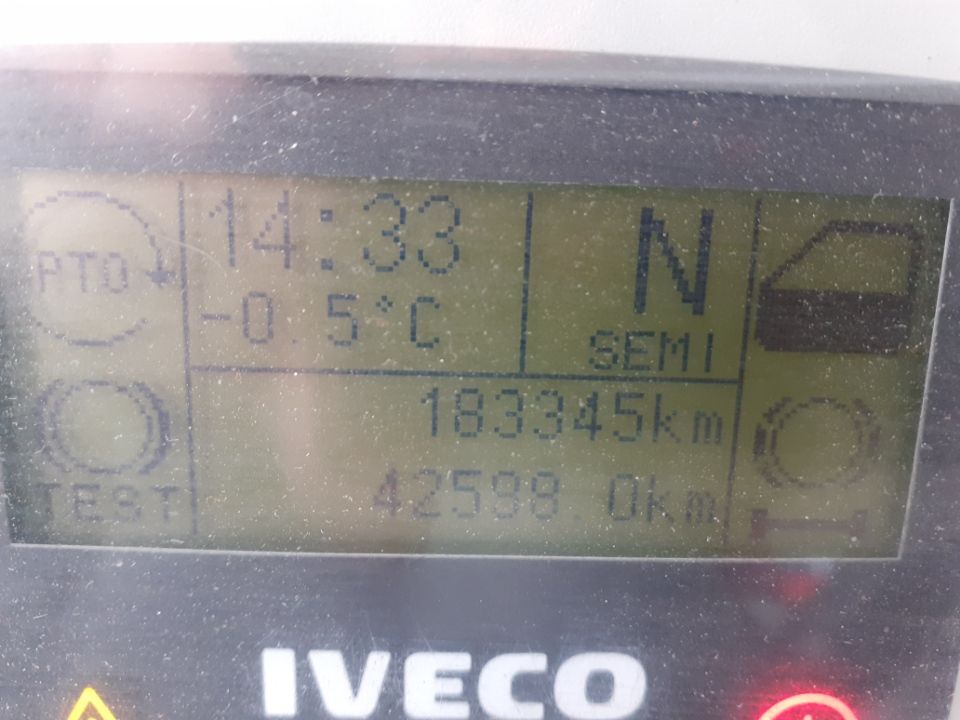 PTO
14:33
-0.5°C
N
SEMI
183345km
42598.0km
TEST
IVECO